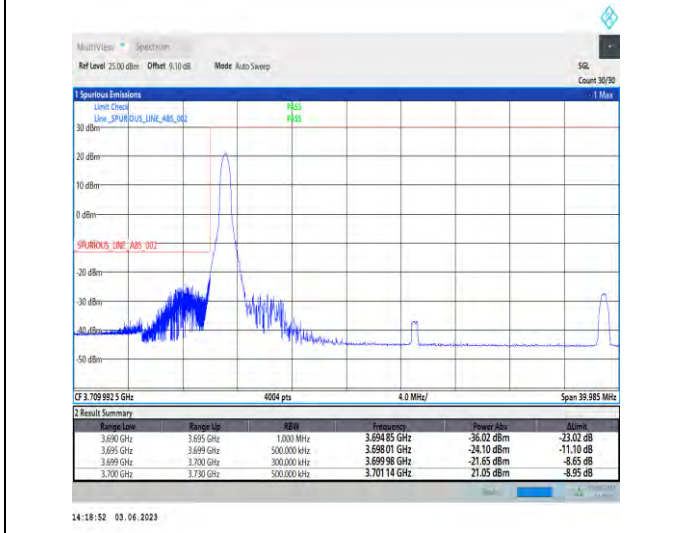 MultiView Spectrum
Ref Level 25.00 dBm Offset 9.10 dB Mode Auto Sweep SGL
Count 30/30
1 Spurious Emissions 1 Max
Limit Check PASS
Line _SPURIOUS_LINE_ABS_002 PASS
30 dBm
20 dBm
10 dBm
0 dBm
_SPURIOUS_LINE_ABS_002
-20 dBm
-30 dBm
-40 dBm
-50 dBm
CF 3.709 992 5 GHz 4004 pts 4.0 MHz/ Span 39.985 MHz
2 Result Summary
Range Low Range Up RBW Frequency Power Abs ΔLimit
3.690 GHz 3.695 GHz 1.000 MHz 3.694 85 GHz -36.02 dBm -23.02 dB
3.695 GHz 3.699 GHz 500.000 kHz 3.698 01 GHz -24.10 dBm -11.10 dB
3.699 GHz 3.700 GHz 300.000 kHz 3.699 98 GHz -21.65 dBm -8.65 dB
3.700 GHz 3.730 GHz 500.000 kHz 3.701 14 GHz 21.05 dBm -8.95 dB
14:18:52 03.06.2023